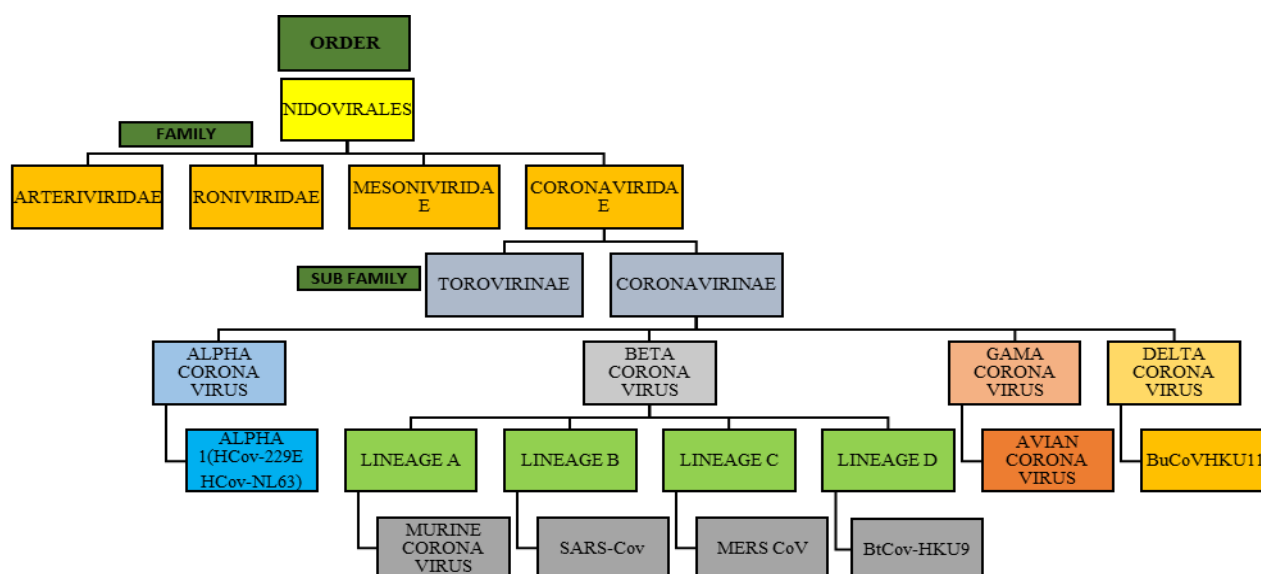 ORDER
NIDOVIRALES
FAMILY
ARTERIVIRIDAE
RONIVIRIDAE
MESONIVIRIDA
E
CORONAVIRIDA
E
SUB FAMILY
TOROVIRINAE
CORONAVIRINAE
ALPHA
CORONA
VIRUS
BETA
CORONA
VIRUS
GAMA
CORONA
VIRUS
DELTA
CORONA
VIRUS
ALPHA
1(HCov-229E
HCov-NL63)
LINEAGE A
LINEAGE B
LINEAGE C
LINEAGE D
AVIAN
CORONA
VIRUS
BuCoVHKU11
MURINE
CORONA
VIRUS
SARS-Cov
MERS CoV
BtCov-HKU9